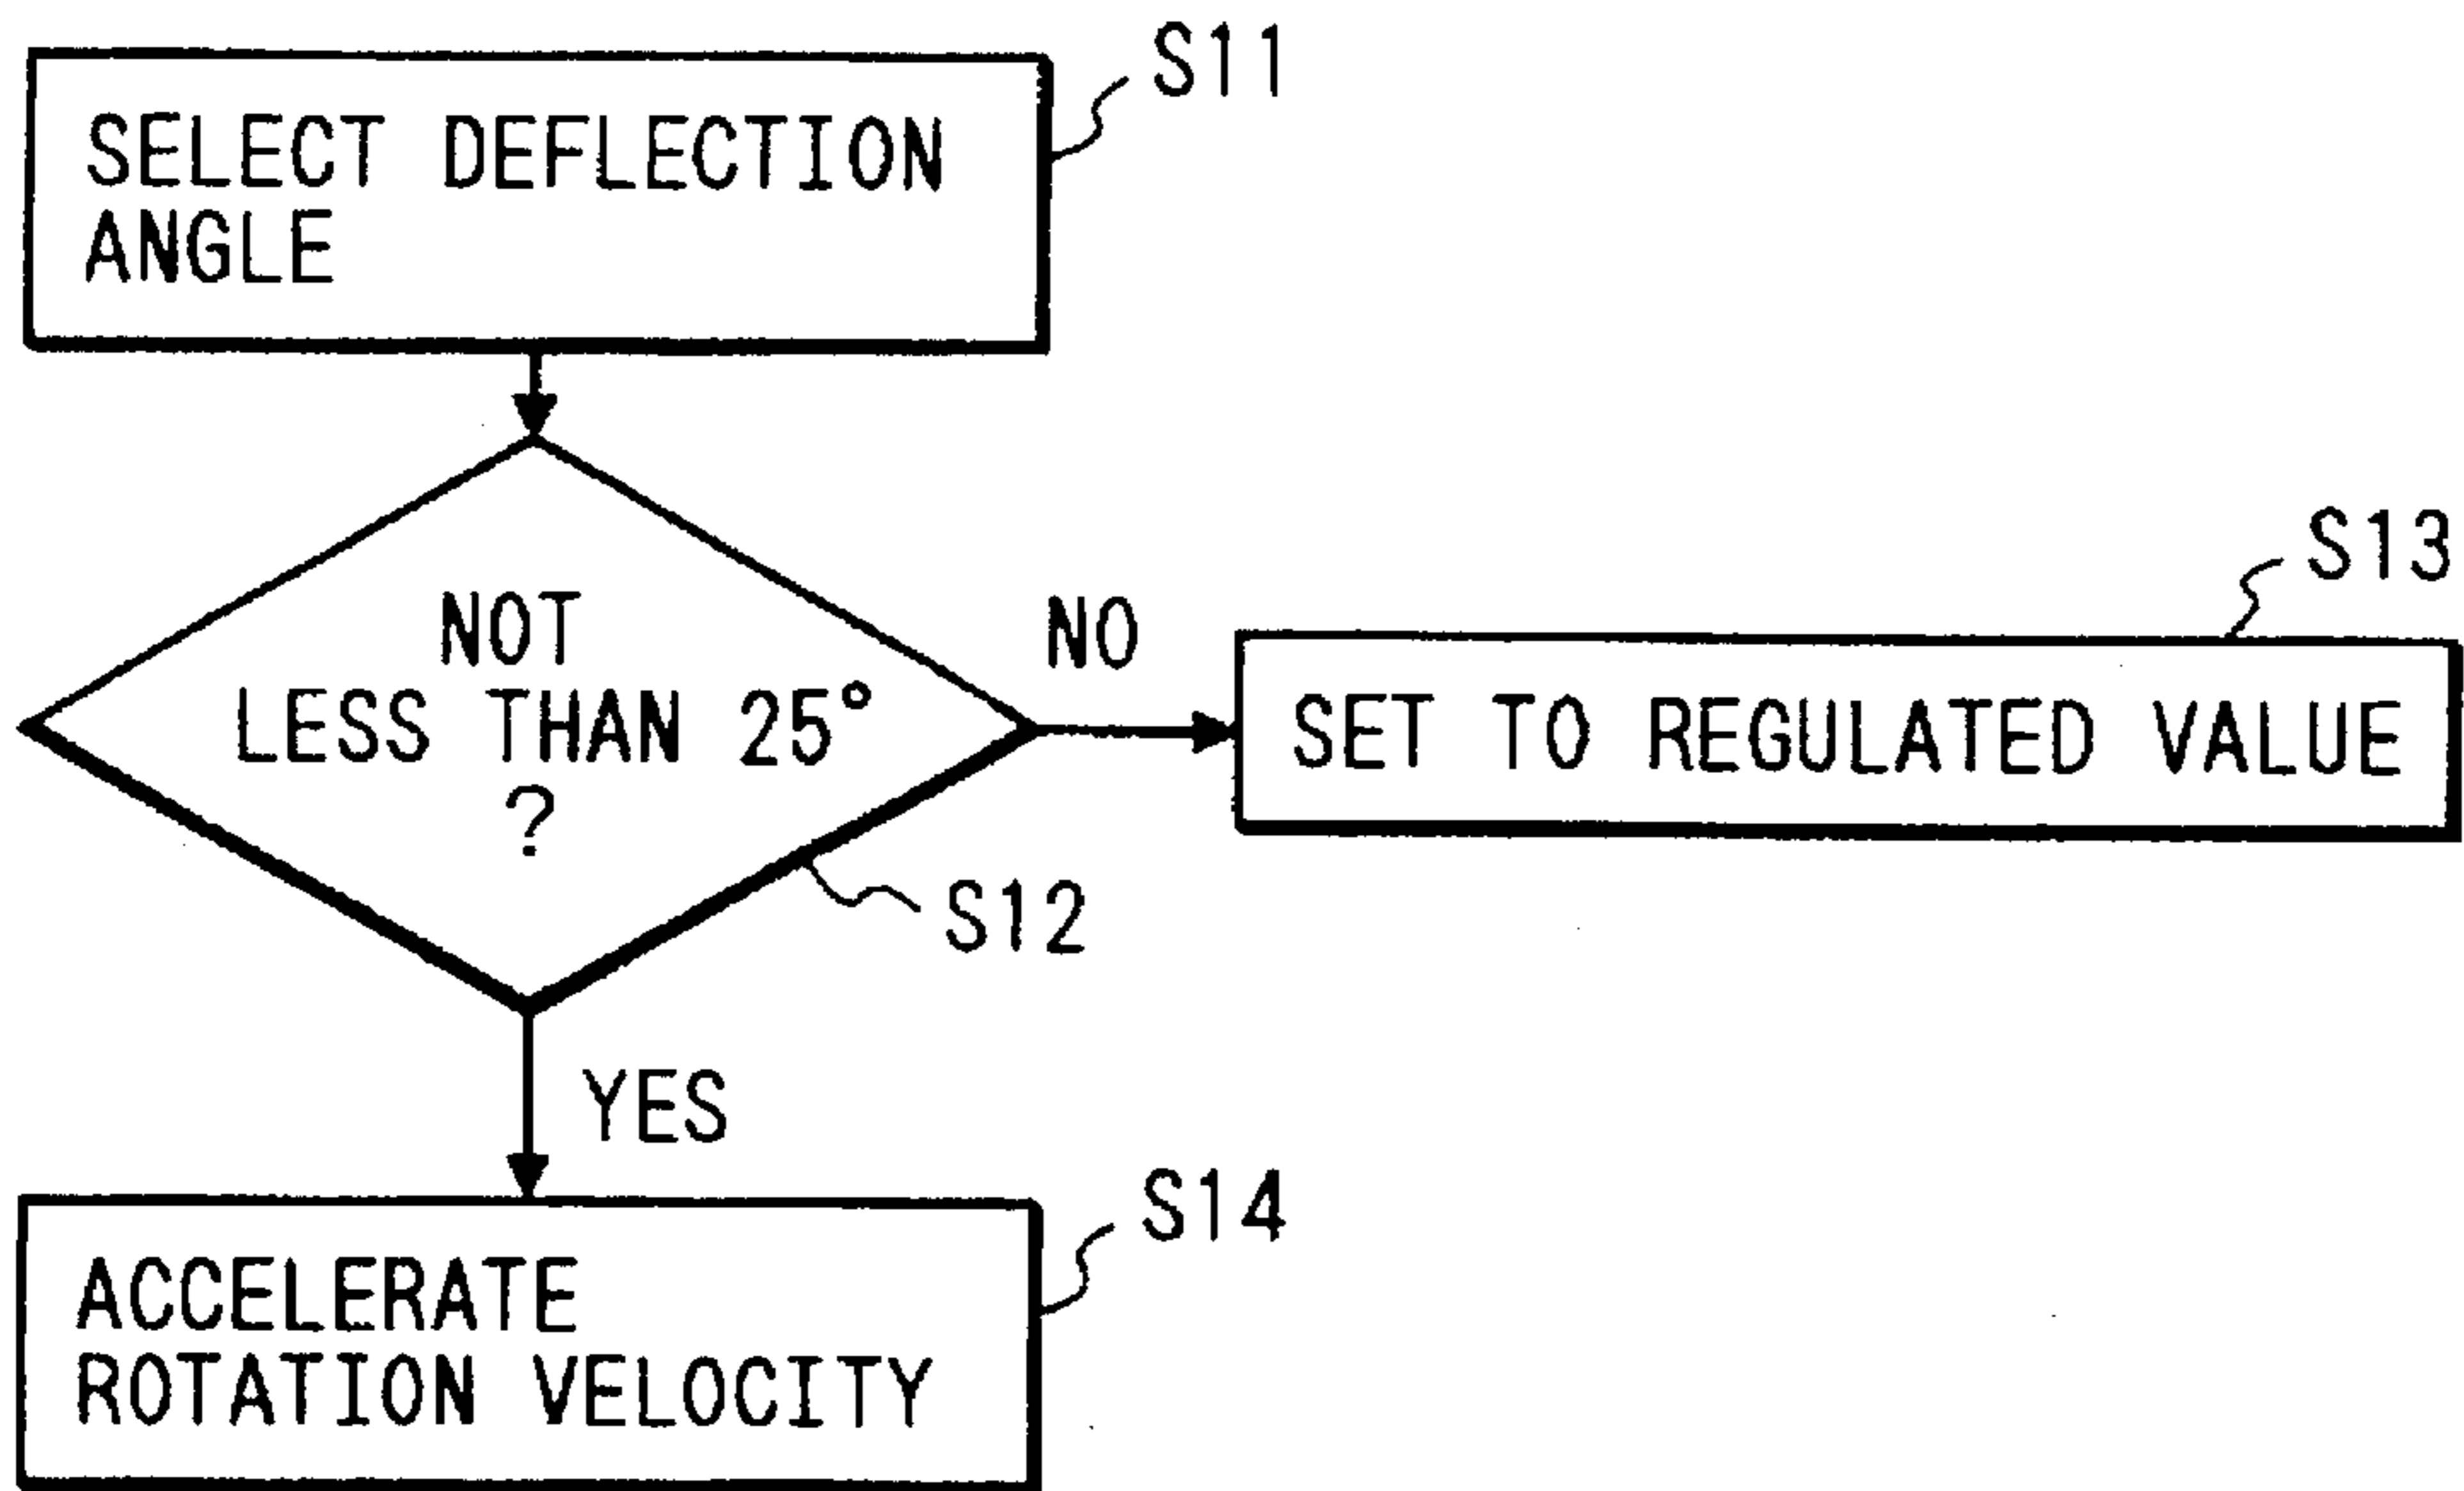 S11
SELECT DEFLECTION
ANGLE
NOT
LESS THAN 25°
?
NO
S13
SET TO REGULATED VALUE
S12
YES
S14
ACCELERATE
ROTATION VELOCITY